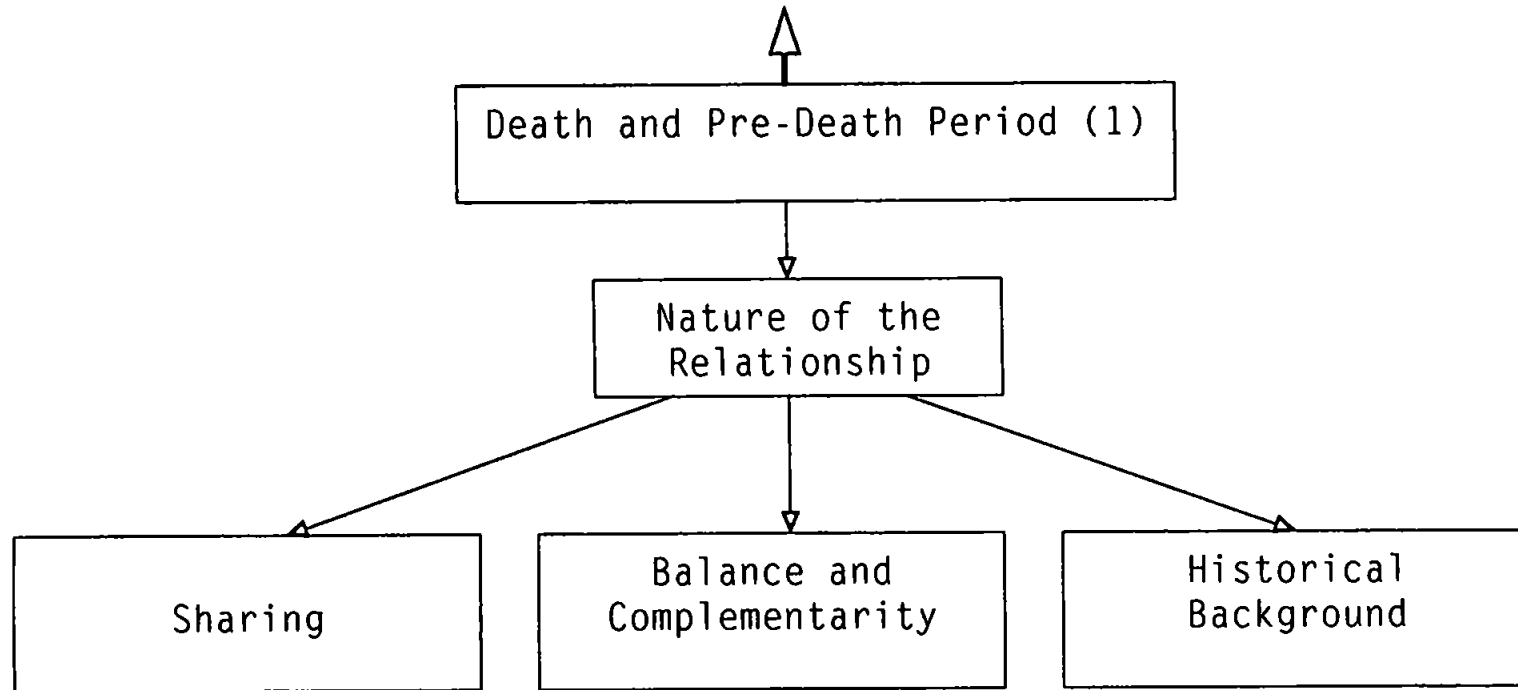 Death and Pre-Death Period (1)
Nature of the
Relationship
Sharing
Balance and
Complementarity
Historical
Background